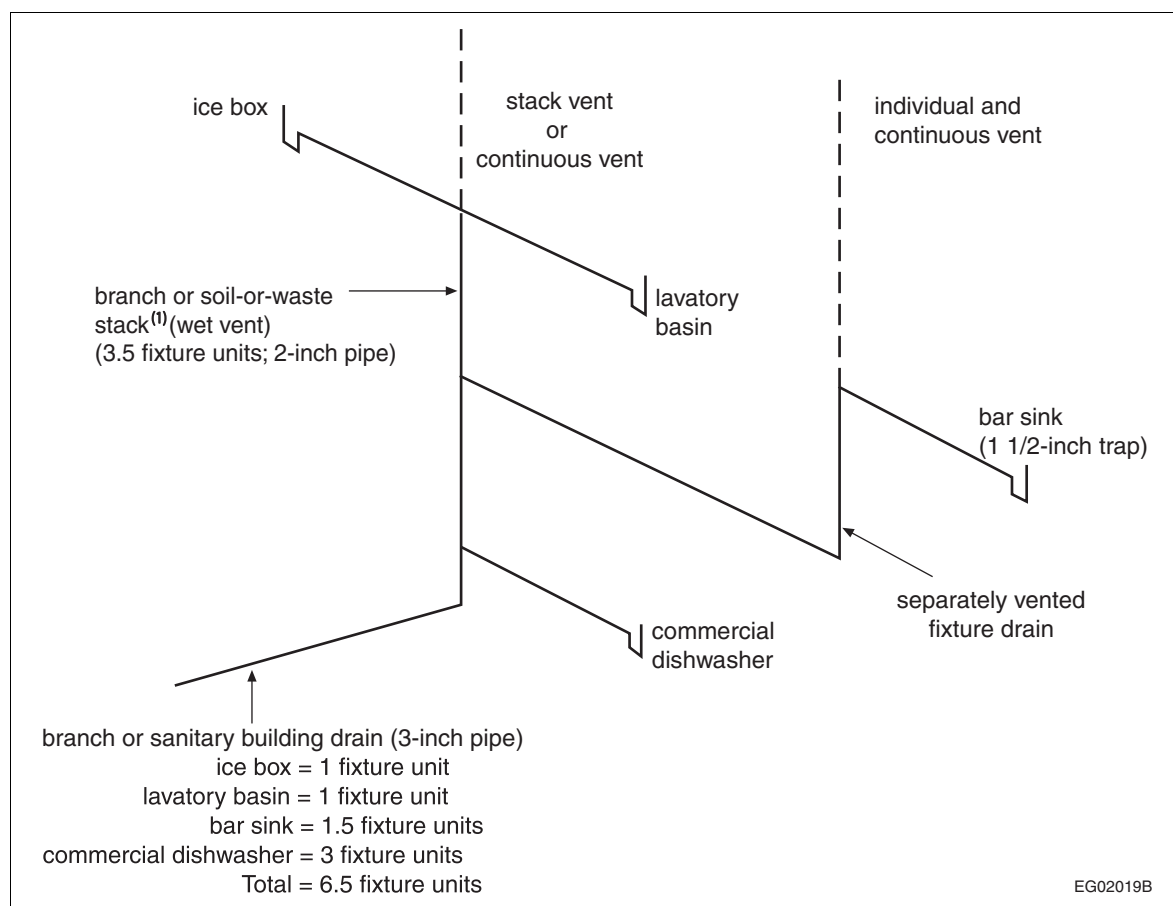 ice box
stack vent
or
continuous vent
individual and
continuous vent
branch or soil-or-waste
stack(1)(wet vent)
(3.5 fixture units; 2-inch pipe)
lavatory
basin
bar sink
(1 1/2-inch trap)
separately vented
fixture drain
commercial
dishwasher
branch or sanitary building drain (3-inch pipe)
ice box = 1 fixture unit
lavatory basin = 1 fixture unit
bar sink = 1.5 fixture units
commercial dishwasher = 3 fixture units
Total = 6.5 fixture units
EG02019B